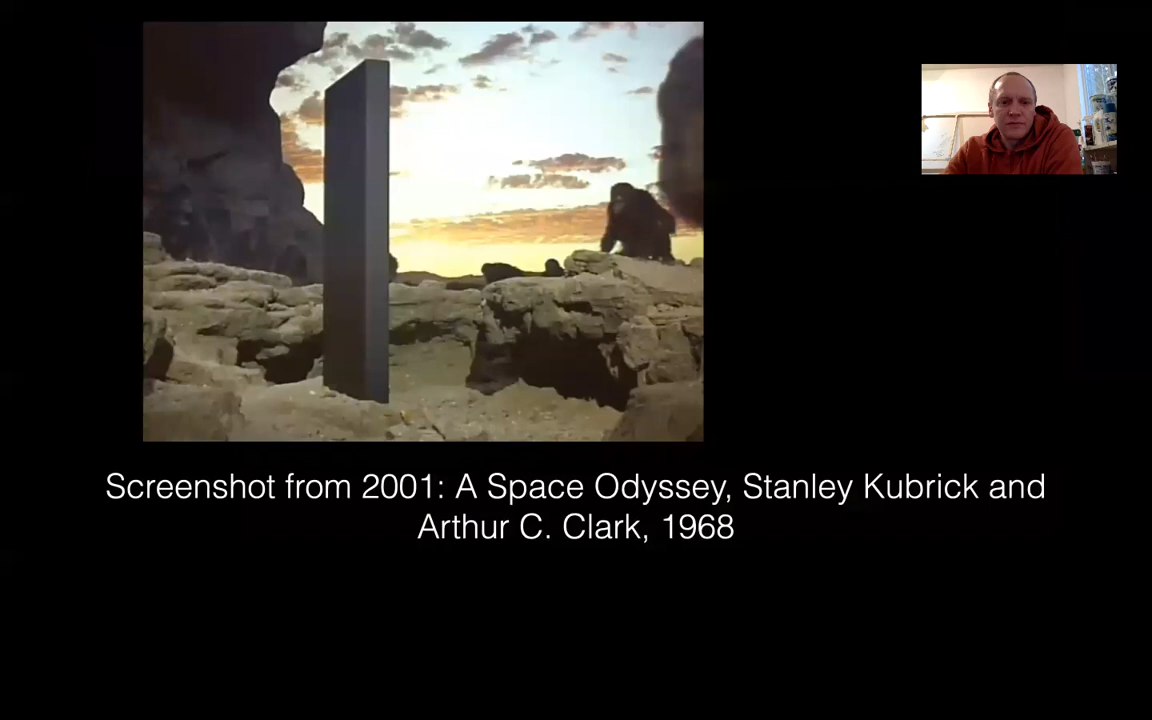 Screenshot from 2001: A Space Odyssey, Stanley Kubrick and
Arthur C. Clark, 1968